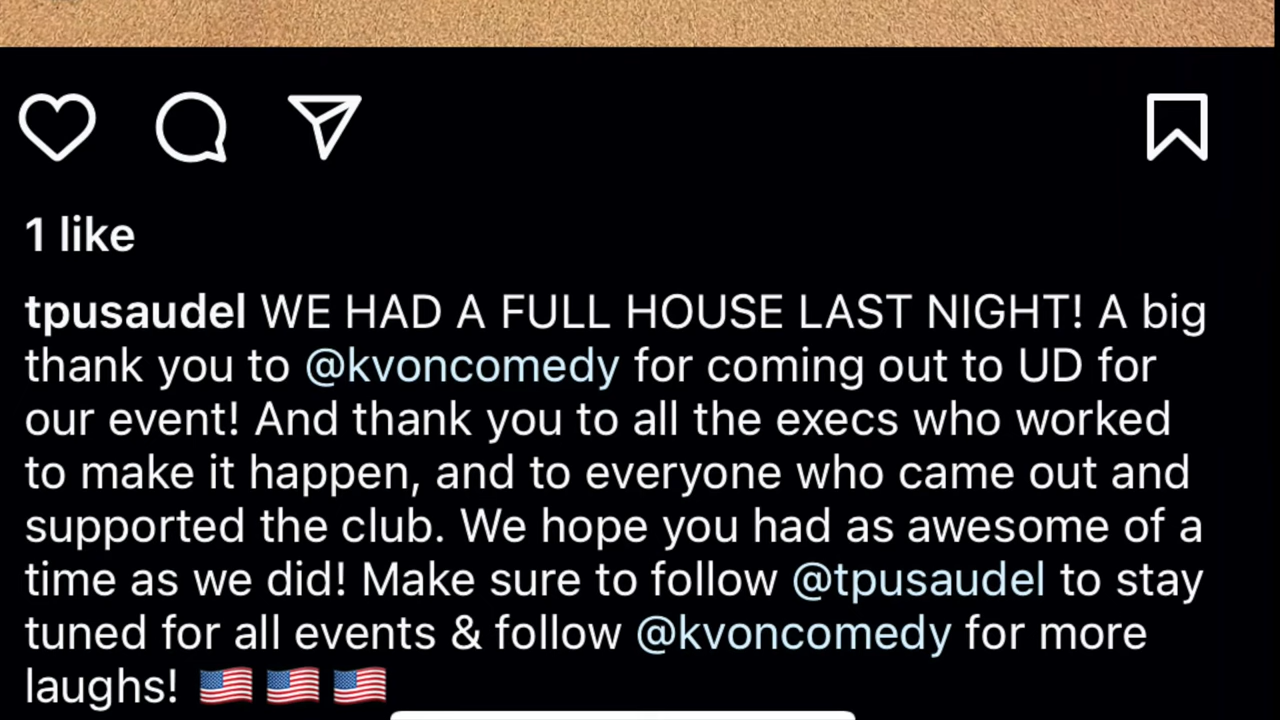 1 like
tpusaudel WE HAD A FULL HOUSE LAST NIGHT! A big
thank you to @kvoncomedy for coming out to UD for
our event! And thank you to all the execs who worked
to make it happen, and to everyone who came out and
supported the club. We hope you had as awesome of a
time as we did! Make sure to follow @tpusaudel to stay
tuned for all events & follow @kvoncomedy for more
laughs! 🇺🇸 🇺🇸 🇺🇸